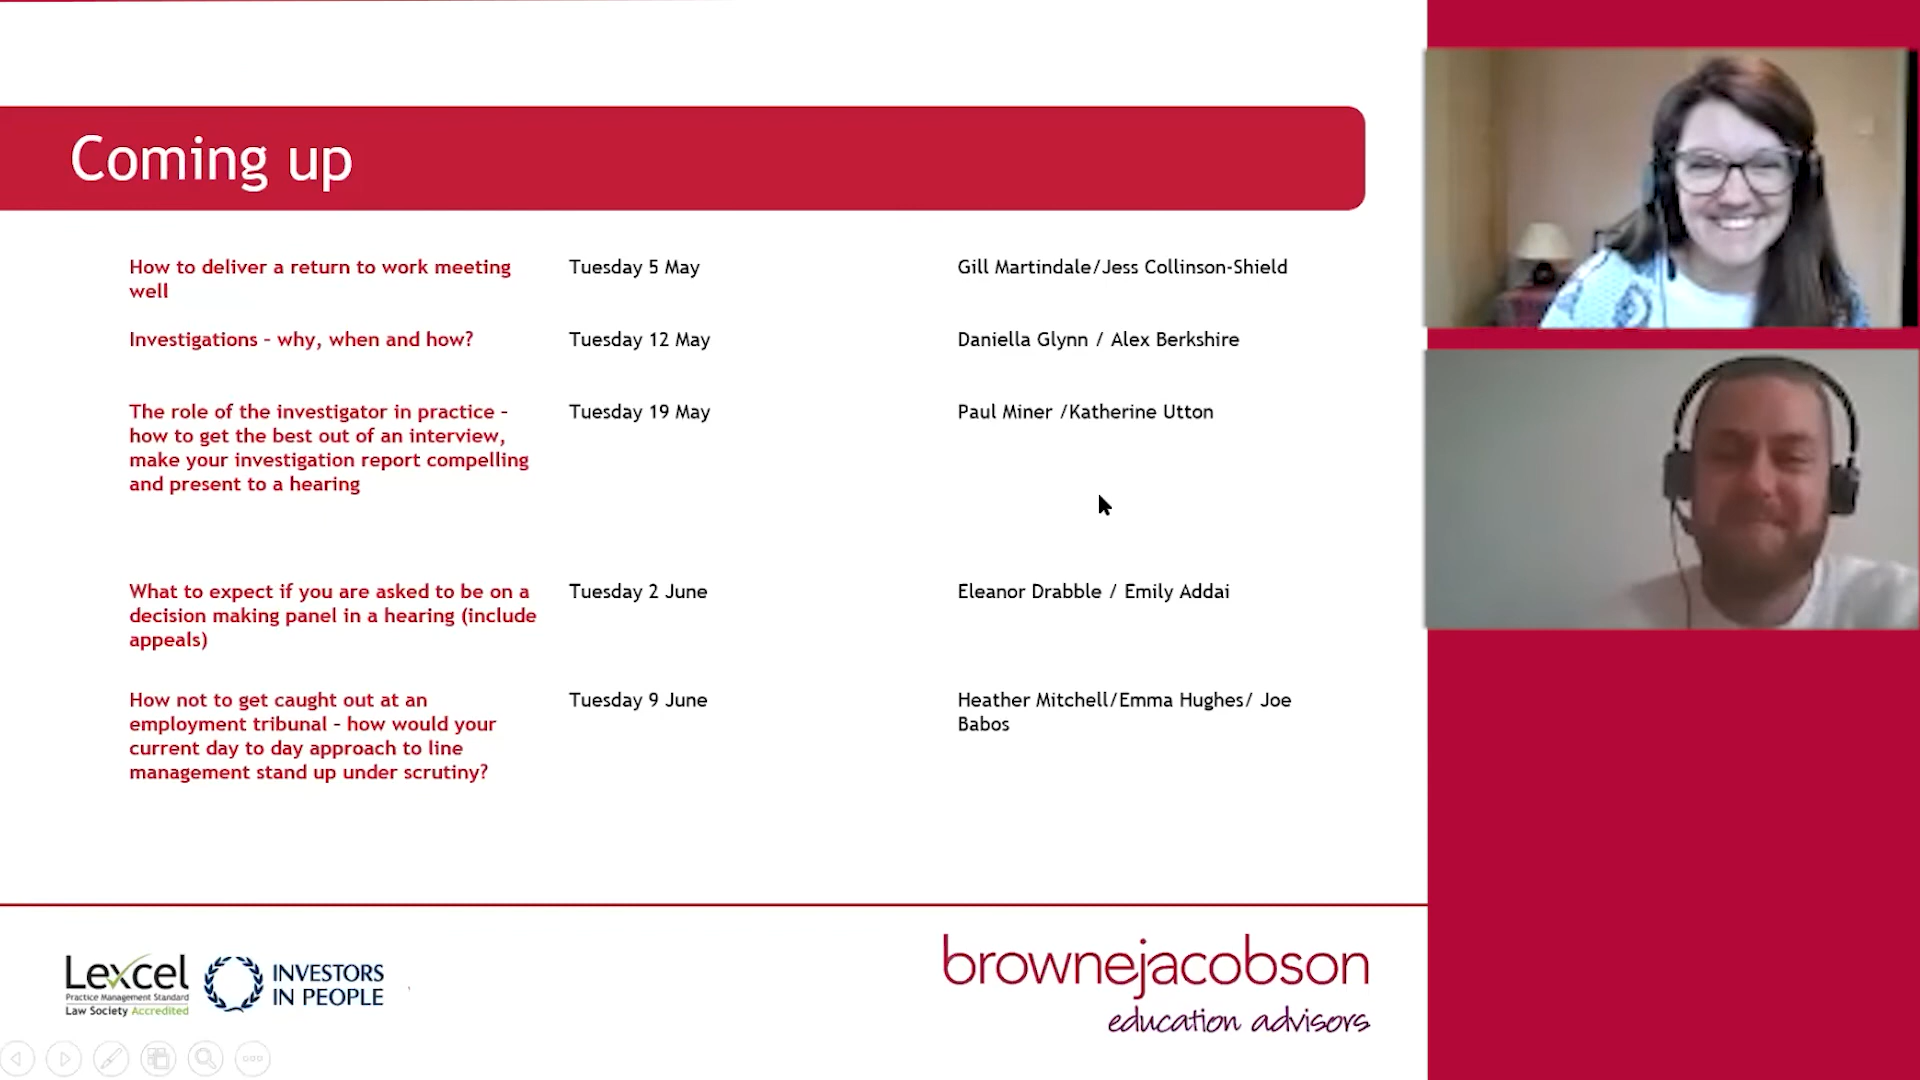 Coming up
How to deliver a return to work meeting
well
Tuesday 5 May
Gill Martindale/Jess Collinson-Shield
Investigations – why, when and how?
Tuesday 12 May
Daniella Glynn / Alex Berkshire
The role of the investigator in practice –
how to get the best out of an interview,
make your investigation report compelling
and present to a hearing
Tuesday 19 May
Paul Miner /Katherine Utton
What to expect if you are asked to be on a
decision making panel in a hearing (include
appeals)
Tuesday 2 June
Eleanor Drabble / Emily Addai
How not to get caught out at an
employment tribunal – how would your
current day to day approach to line
management stand up under scrutiny?
Tuesday 9 June
Heather Mitchell/Emma Hughes/ Joe
Babos
Lexcel
Practice Management Standard
Law Society Accredited
INVESTORS
IN PEOPLE
brownejacobson
education advisors